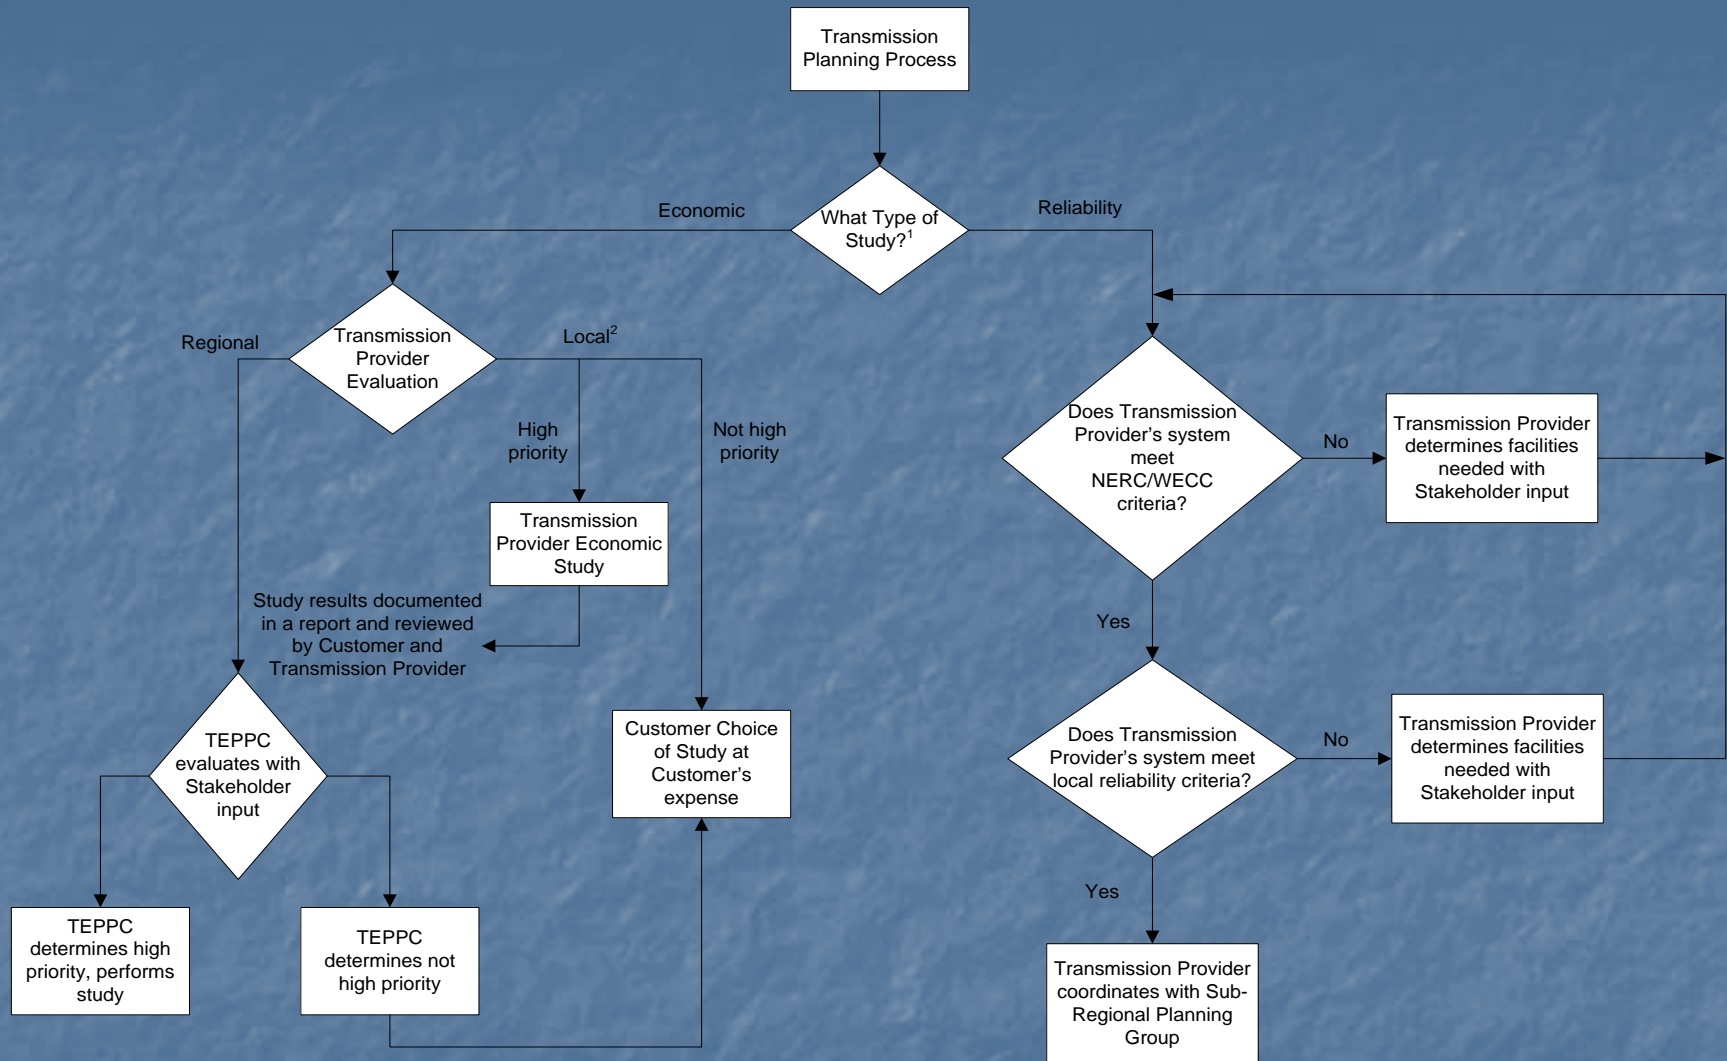 Transmission
Planning Process
What Type of
Study?1
Economic
Reliability
Transmission
Provider
Evaluation
Regional
Local2
High
priority
Not high
priority
Transmission
Provider Economic
Study
Study results documented
in a report and reviewed
by Customer and
Transmission Provider
TEPPC
evaluates with
Stakeholder
input
Customer Choice
of Study at
Customer's
expense
TEPPC
determines high
priority, performs
study
TEPPC
determines not
high priority
Does Transmission
Provider's system
meet
NERC/WECC
criteria?
No
Transmission Provider
determines facilities
needed with
Stakeholder input
Yes
Does Transmission
Provider's system meet
local reliability criteria?
No
Transmission Provider
determines facilities
needed with
Stakeholder input
Yes
Transmission Provider
coordinates with Sub-
Regional Planning
Group